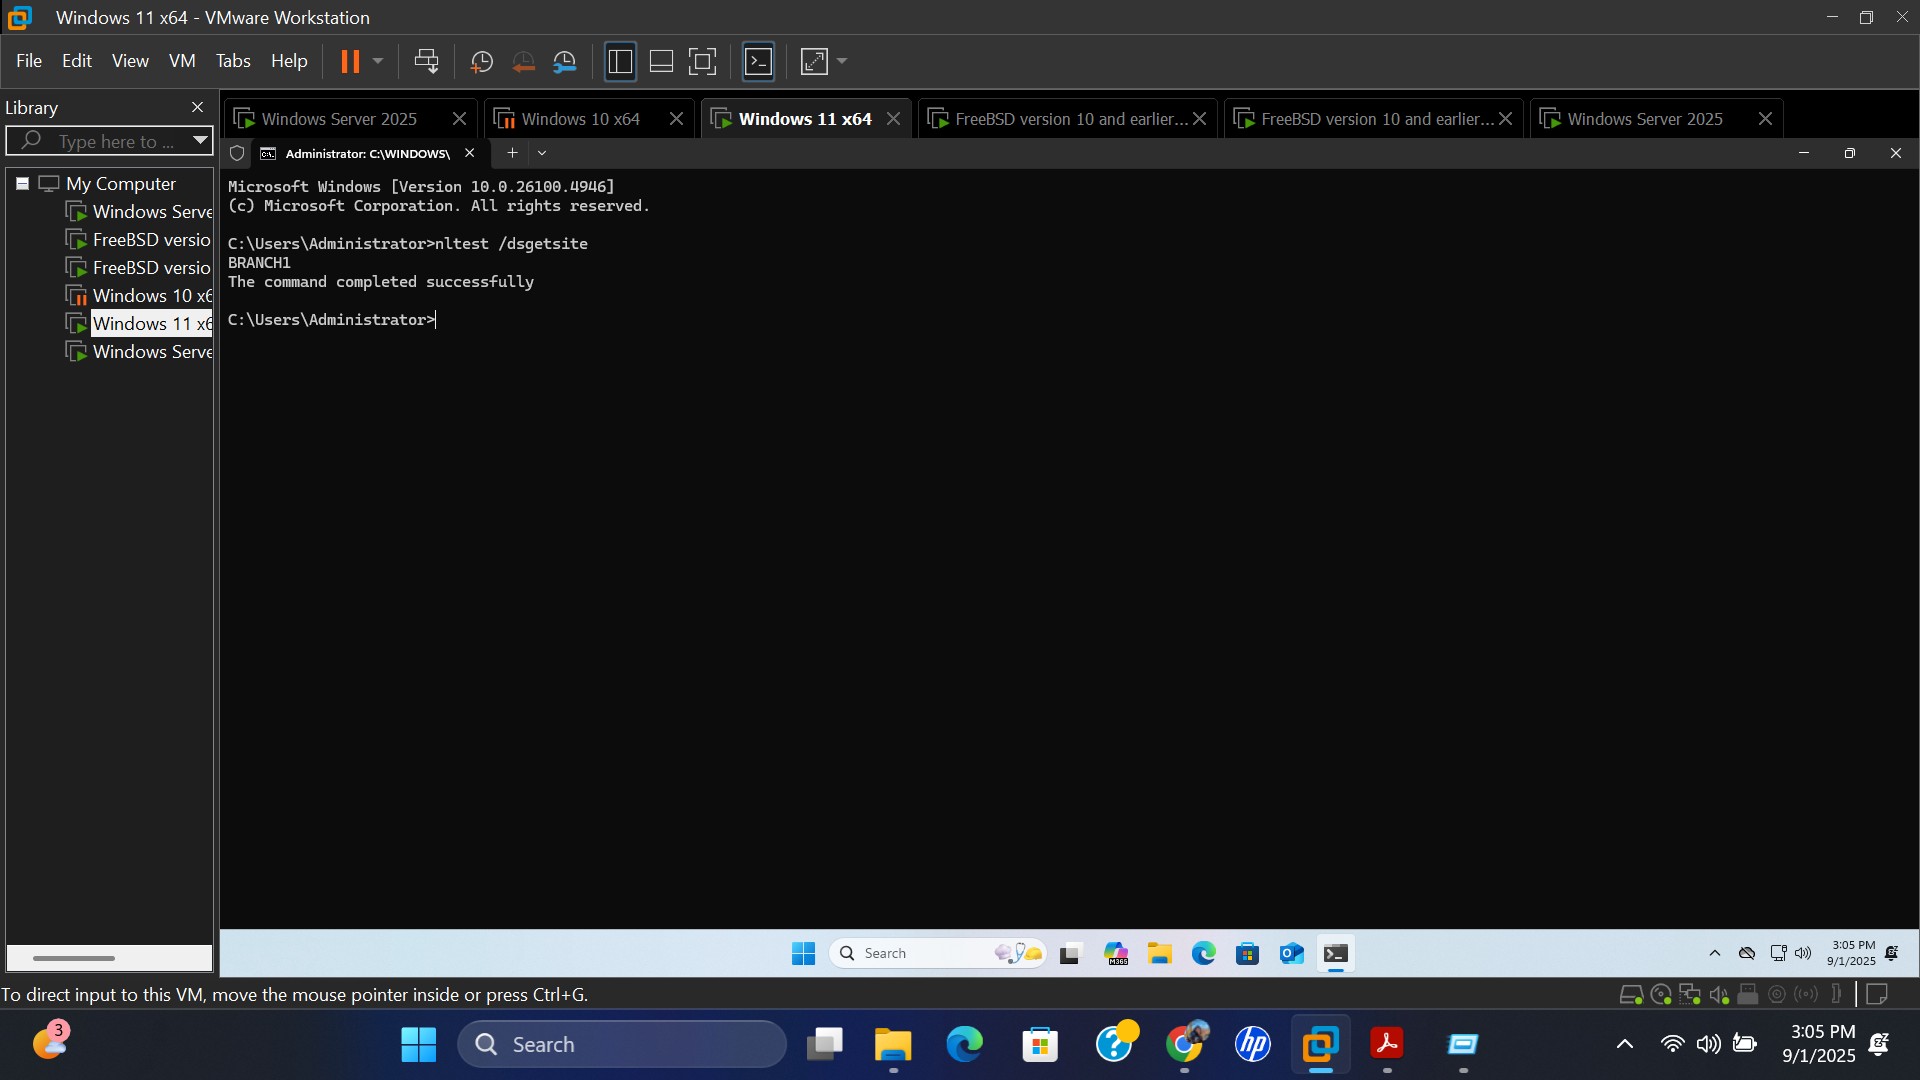 Windows 11 x64 - VMware Workstation
File Edit View VM Tabs Help
Library
Type here to ...
My Computer
Windows Serve
FreeBSD versio
FreeBSD versio
Windows 10 x6
Windows 11 x6
Windows Serve
Windows Server 2025
Windows 10 x64
Windows 11 x64
FreeBSD version 10 and earlier...
FreeBSD version 10 and earlier...
Windows Server 2025
Administrator: C:\WINDOWS\
Microsoft Windows [Version 10.0.26100.4946]
(c) Microsoft Corporation. All rights reserved.
C:\Users\Administrator>nltest /dsgetsite
BRANCH1
The command completed successfully
C:\Users\Administrator>
Search
M365
3:05 PM
9/1/2025
To direct input to this VM, move the mouse pointer inside or press Ctrl+G.
3
Search
hp
3:05 PM
9/1/2025